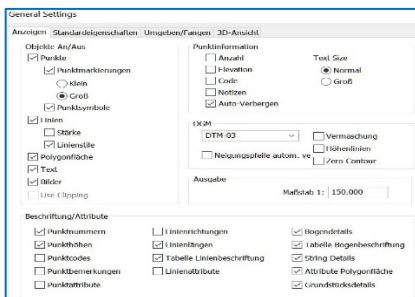 General Settings
Anzeigen Standardeigenschaften Umgeben/Fangen 3D-Ansicht
Objekte An/Aus
Punkle
Punktmarkierungen
Klein
Groß
Punktsymbole
Linien
Stärke
Linienstile
Polygonfläche
Text
Bilder
Use Clipping
Punktinformation
Anzahl
Elevation
Code
Notizen
Auto-Verbergen
Text Size
Normal
Groß
DGM
DTM-03
Neigungspfeile autom. ve
Vermaschung
Höhenlinien
Zero Contour
Ausgabe
Maßstab 1: 150.000
Beschriftung/Attribute
Punktnummern
Punkthöhen
Punktcodes
Punktbemerkungen
Punktattribute
Linienrichtungen
Linienlängen
Tabelle Linienbeschriftung
Linienattribute
Bogendetails
Tabelle Bogenbeschriftung
String Details
Attribute Polygonfläche
Grundstücksdetails